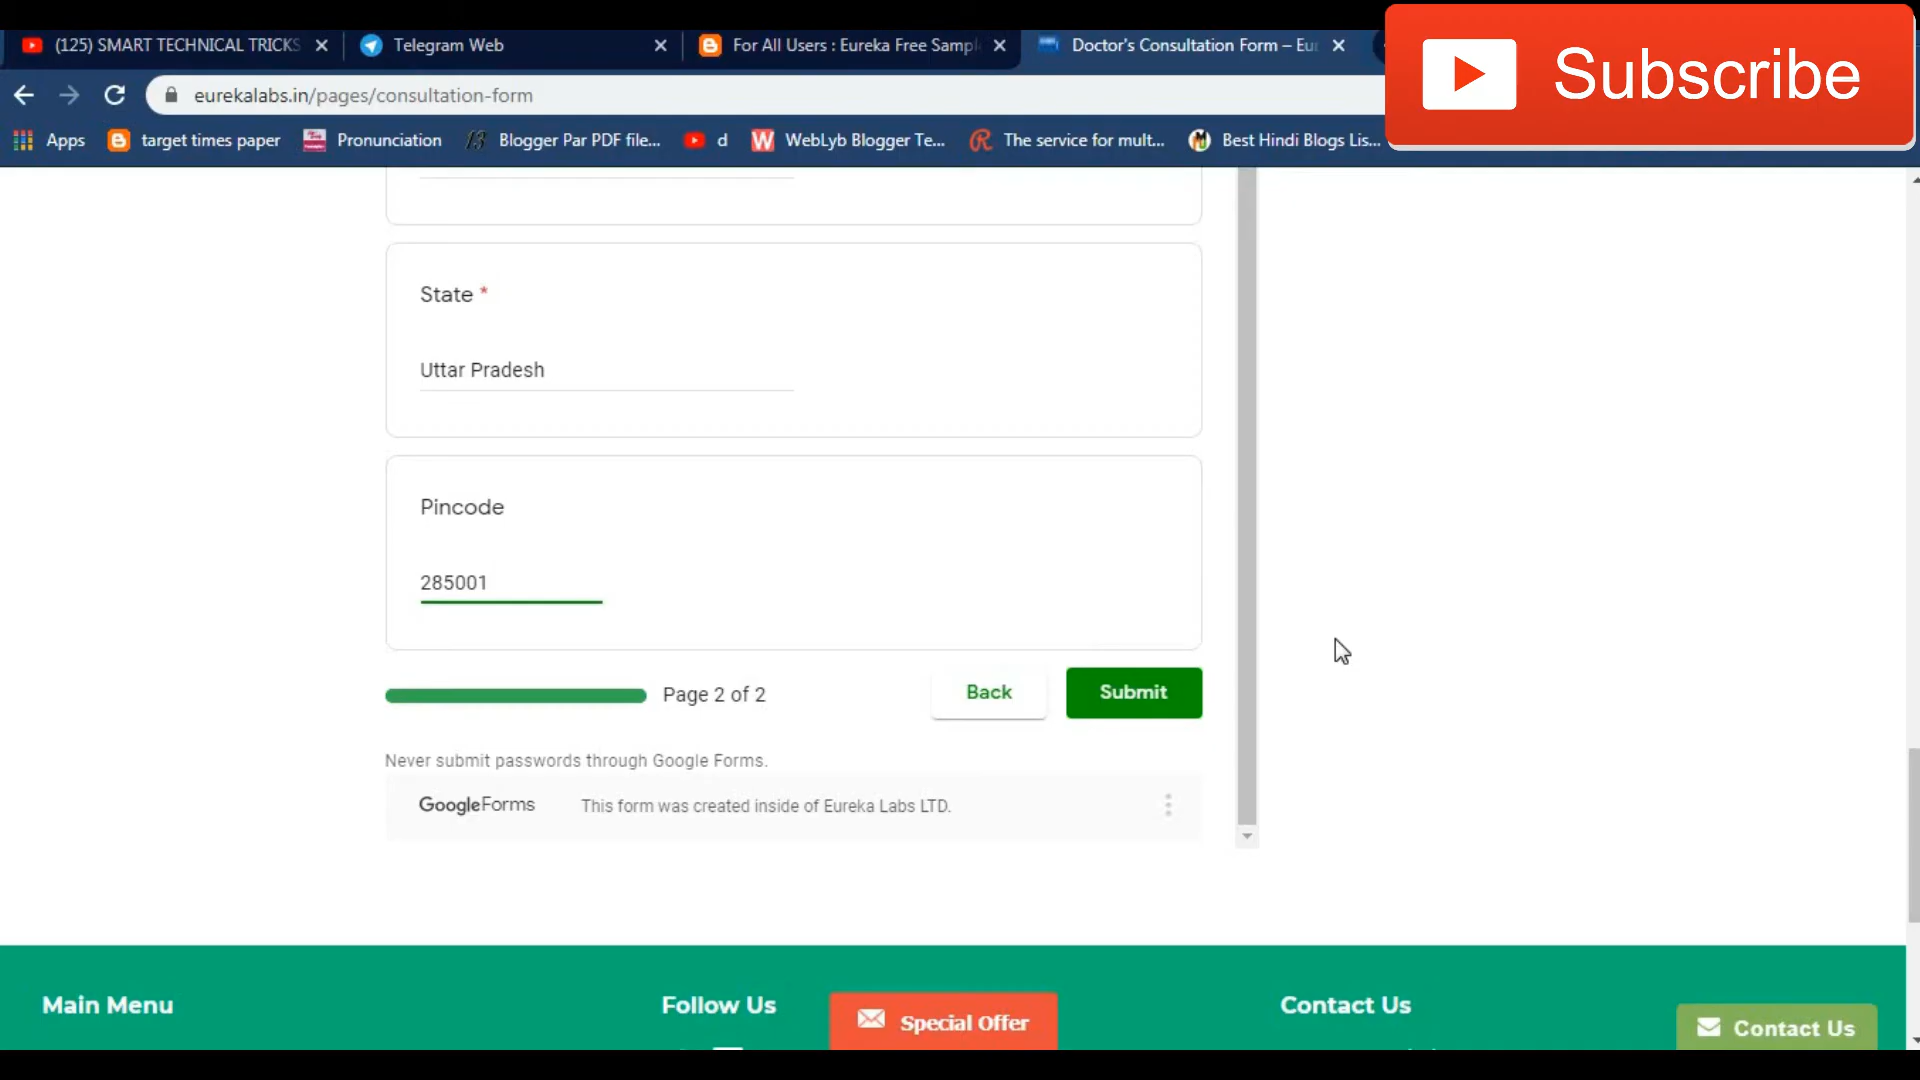 (125) SMART TECHNICAL TRICKS
Telegram Web
For All Users : Eureka Free Sampl
Doctor's Consultation Form – Eu
Subscribe
eurekalabs.in/pages/consultation-form
Apps
target times paper
Pronunciation
Blogger Par PDF file...
d
WebLyb Blogger Te...
The service for mult...
Best Hindi Blogs Lis...
State *
Uttar Pradesh
Pincode
285001
Page 2 of 2
Back
Submit
Never submit passwords through Google Forms.
Google Forms
This form was created inside of Eureka Labs LTD.
Main Menu
Follow Us
Special Offer
Contact Us
Contact Us